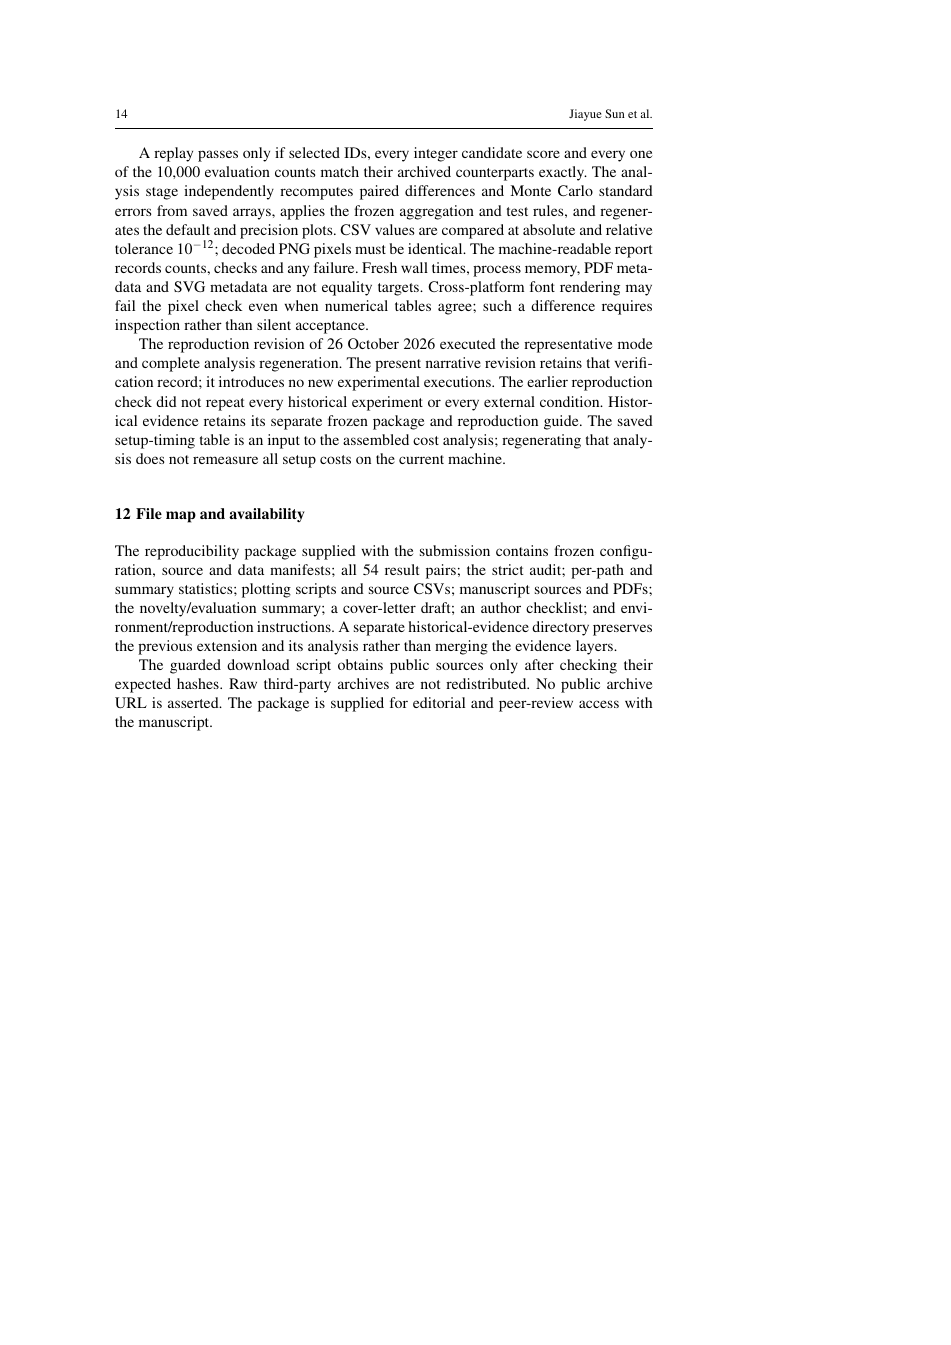 14 Jiayue Sun et al.
A replay passes only if selected IDs, every integer candidate score and every one
of the 10,000 evaluation counts match their archived counterparts exactly. The anal-
ysis stage independently recomputes paired differences and Monte Carlo standard
errors from saved arrays, applies the frozen aggregation and test rules, and regener-
ates the default and precision plots. CSV values are compared at absolute and relative
tolerance 10⁻¹²; decoded PNG pixels must be identical. The machine-readable report
records counts, checks and any failure. Fresh wall times, process memory, PDF meta-
data and SVG metadata are not equality targets. Cross-platform font rendering may
fail the pixel check even when numerical tables agree; such a difference requires
inspection rather than silent acceptance.
The reproduction revision of 26 October 2026 executed the representative mode
and complete analysis regeneration. The present narrative revision retains that verifi-
cation record; it introduces no new experimental executions. The earlier reproduction
check did not repeat every historical experiment or every external condition. Histor-
ical evidence retains its separate frozen package and reproduction guide. The saved
setup-timing table is an input to the assembled cost analysis; regenerating that analy-
sis does not remeasure all setup costs on the current machine.
12 File map and availability
The reproducibility package supplied with the submission contains frozen configu-
ration, source and data manifests; all 54 result pairs; the strict audit; per-path and
summary statistics; plotting scripts and source CSVs; manuscript sources and PDFs;
the novelty/evaluation summary; a cover-letter draft; an author checklist; and envi-
ronment/reproduction instructions. A separate historical-evidence directory preserves
the previous extension and its analysis rather than merging the evidence layers.
The guarded download script obtains public sources only after checking their
expected hashes. Raw third-party archives are not redistributed. No public archive
URL is asserted. The package is supplied for editorial and peer-review access with
the manuscript.